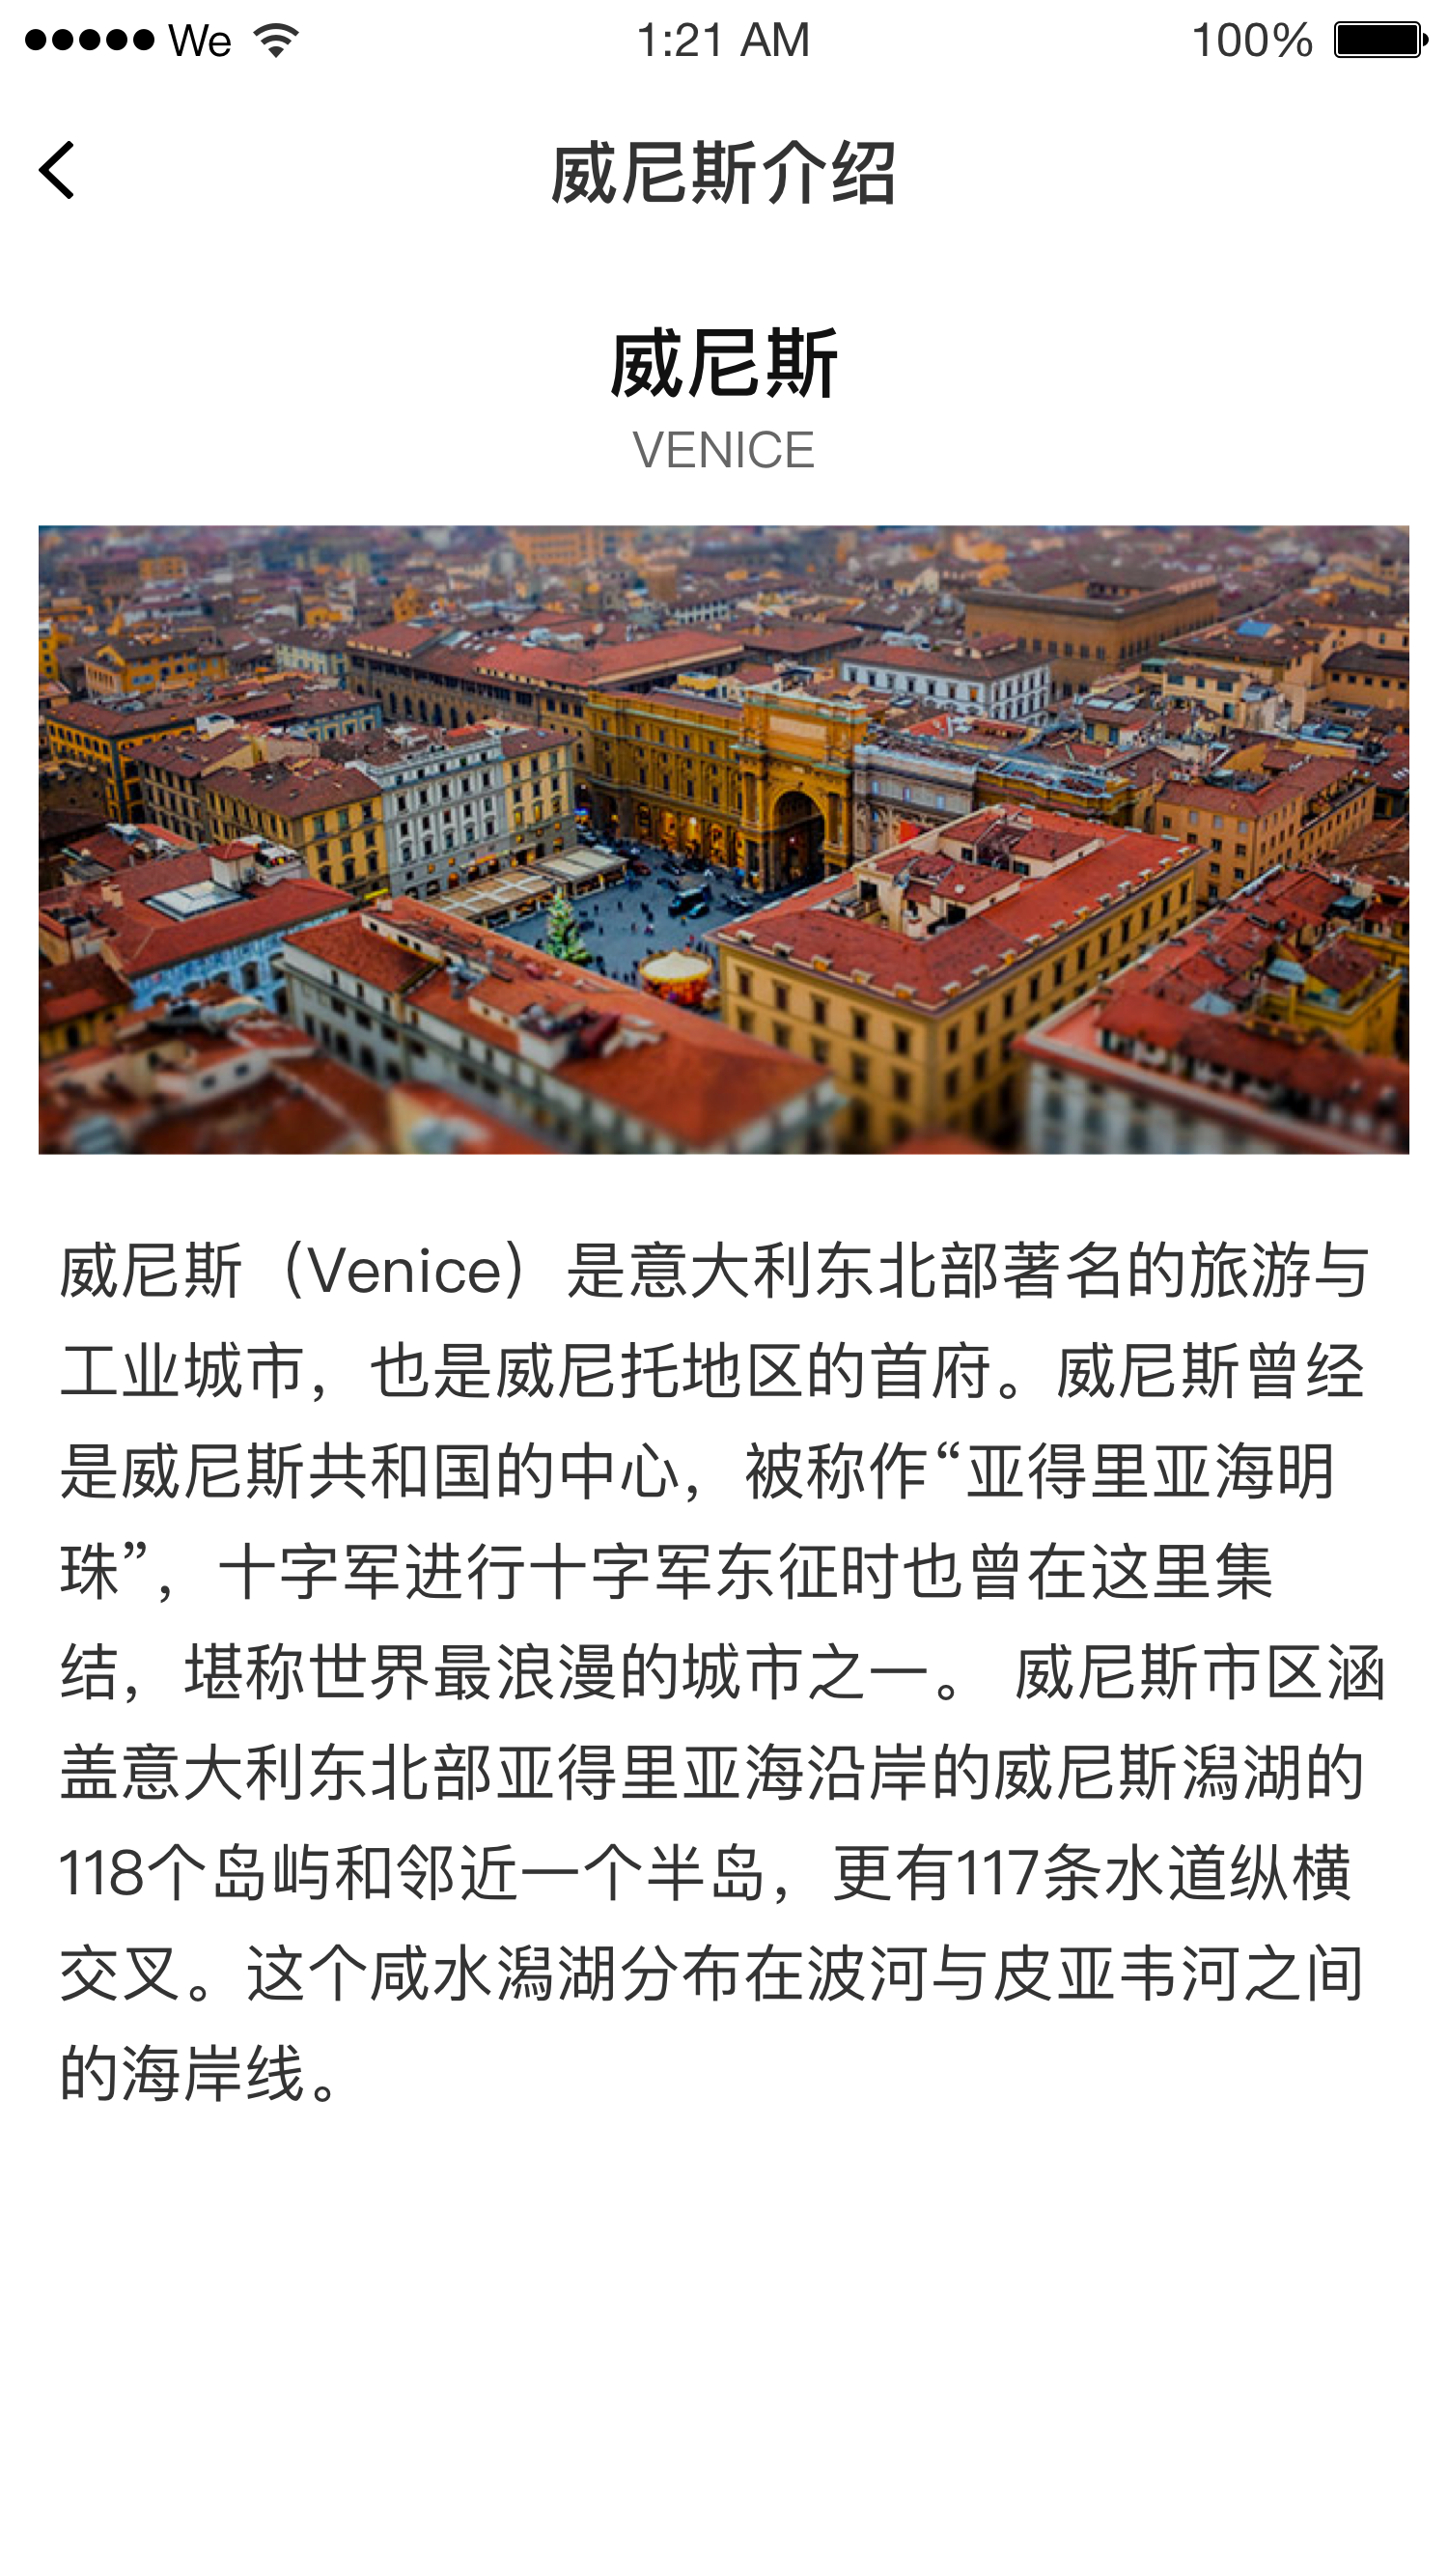 We 1:21 AM 100%
威尼斯介绍
威尼斯
VENICE
威尼斯（Venice）是意大利东北部著名的旅游与
工业城市，也是威尼托地区的首府。威尼斯曾经
是威尼斯共和国的中心，被称作“亚得里亚海明
珠”，十字军进行十字军东征时也曾在这里集
结，堪称世界最浪漫的城市之一。 威尼斯市区涵
盖意大利东北部亚得里亚海沿岸的威尼斯潟湖的
118个岛屿和邻近一个半岛，更有117条水道纵横
交叉。这个咸水潟湖分布在波河与皮亚韦河之间
的海岸线。